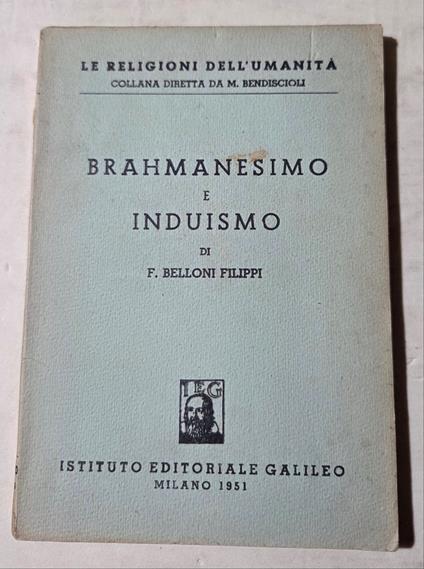 LE RELIGIONI DELL'UMANITÀ
COLLANA DIRETTA DA M. BENDISCIOLI
BRAHMANESIMO
E
INDUISMO
DI
F. BELLONI FILIPPI
IEG
ISTITUTO EDITORIALE GALILEO
MILANO 1951